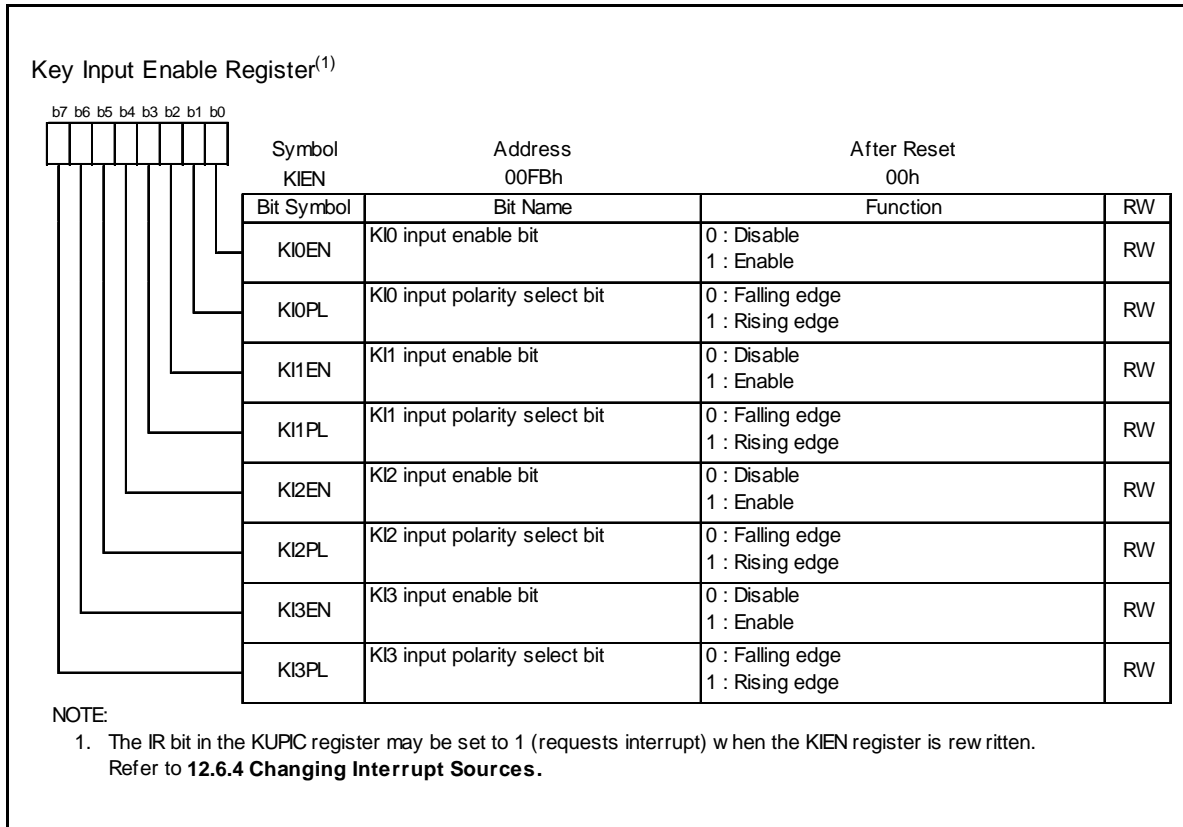 Key Input Enable Register(1)
b7 b6 b5 b4 b3 b2 b1 b0
Symbol Address After Reset
KIEN 00FBh 00h
Bit Symbol Bit Name Function RW
KI0EN KI0 input enable bit 0 : Disable RW
1 : Enable
KI0PL KI0 input polarity select bit 0 : Falling edge RW
1 : Rising edge
KI1EN KI1 input enable bit 0 : Disable RW
1 : Enable
KI1PL KI1 input polarity select bit 0 : Falling edge RW
1 : Rising edge
KI2EN KI2 input enable bit 0 : Disable RW
1 : Enable
KI2PL KI2 input polarity select bit 0 : Falling edge RW
1 : Rising edge
KI3EN KI3 input enable bit 0 : Disable RW
1 : Enable
KI3PL KI3 input polarity select bit 0 : Falling edge RW
1 : Rising edge
NOTE:
1. The IR bit in the KUPIC register may be set to 1 (requests interrupt) when the KIEN register is rewritten.
Refer to 12.6.4 Changing Interrupt Sources.